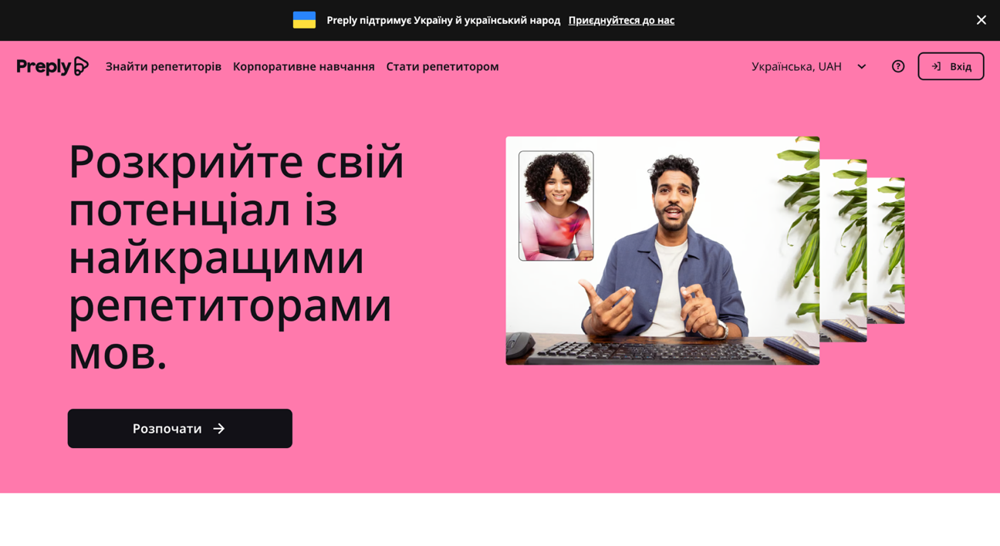 Preply підтримує Україну й український народ Приєднуйтеся до нас
Preply Знайти репетиторів Корпоративне навчання Стати репетитором Українська, UAH Вхід
Розкрийте свій
потенціал із
найкращими
репетиторами
мов.
Розпочати